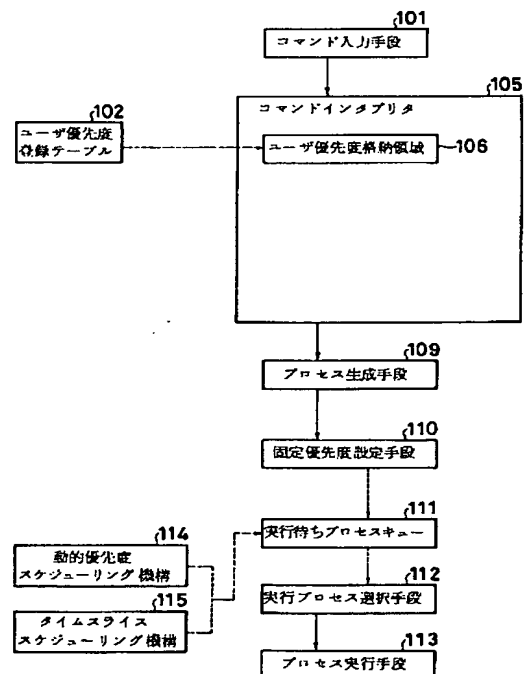 101
コマンド入力手段
105
コマンドインタプリタ
102
ユーザ優先度
登録テーブル
ユーザ優先度格納領域
106
109
プロセス生成手段
110
固定優先度設定手段
111
実行待ちプロセスキュー
114
動的優先度
スケジューリング機構
112
実行プロセス選択手段
115
タイムスライス
スケジューリング機構
113
プロセス実行手段